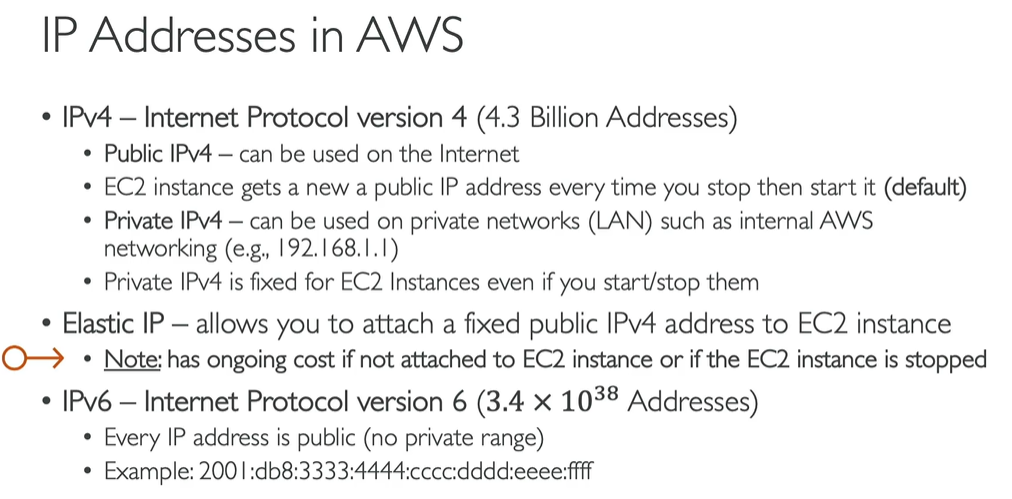 IP Addresses in AWS
• IPv4 – Internet Protocol version 4 (4.3 Billion Addresses)
• Public IPv4 – can be used on the Internet
• EC2 instance gets a new a public IP address every time you stop then start it (default)
• Private IPv4 – can be used on private networks (LAN) such as internal AWS
networking (e.g., 192.168.1.1)
• Private IPv4 is fixed for EC2 Instances even if you start/stop them
• Elastic IP – allows you to attach a fixed public IPv4 address to EC2 instance
• Note: has ongoing cost if not attached to EC2 instance or if the EC2 instance is stopped
• IPv6 – Internet Protocol version 6 (3.4 × 10³⁸ Addresses)
• Every IP address is public (no private range)
• Example: 2001:db8:3333:4444:cccc:dddd:eeee:ffff